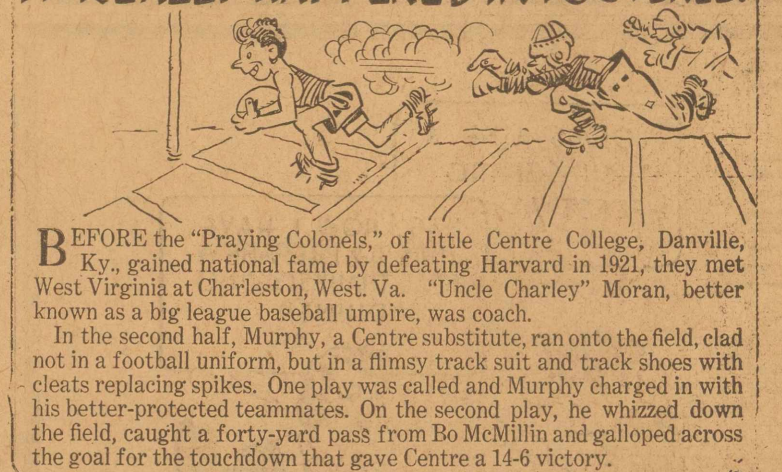 REALLY HAPPENED IN FOOTBALL!
BEFORE the "Praying Colonels," of little Centre College, Danville,
Ky., gained national fame by defeating Harvard in 1921, they met
West Virginia at Charleston, West. Va. "Uncle Charley" Moran, better
known as a big league baseball umpire, was coach.
In the second half, Murphy, a Centre substitute, ran onto the field, clad
not in a football uniform, but in a flimsy track suit and track shoes with
cleats replacing spikes. One play was called and Murphy charged in with
his better-protected teammates. On the second play, he whizzed down
the field, caught a forty-yard pass from Bo McMillin and galloped across
the goal for the touchdown that gave Centre a 14-6 victory.